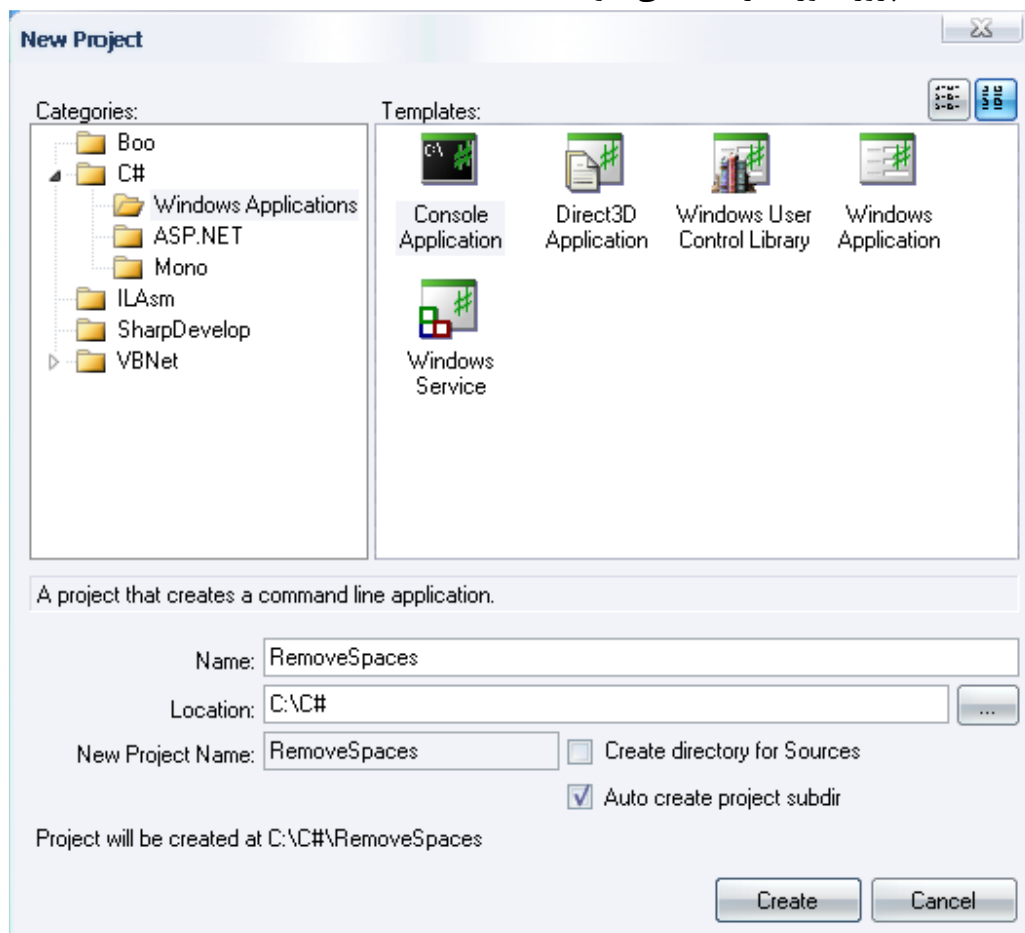 New Project
Categories:
Templates:
Boo
C#
Windows Applications
ASP.NET
Mono
ILAsm
SharpDevelop
VBNet
Console
Application
Direct3D
Application
Windows User
Control Library
Windows
Application
Windows
Service
A project that creates a command line application.
Name: RemoveSpaces
Location: C:\C# ...
New Project Name: RemoveSpaces Create directory for Sources
Auto create project subdir
Project will be created at C:\C#\RemoveSpaces
Create Cancel